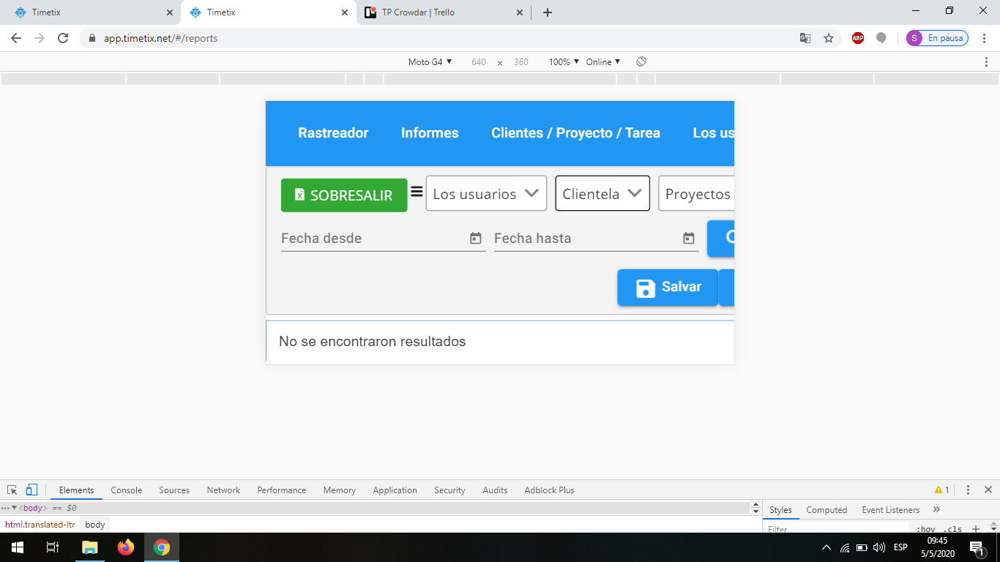 Timetix
Timetix
TP Crowdar | Trello
app.timetix.net/#/reports
ABP
S
En pausa
Moto G4
640
×
360
100%
Online
Rastreador
Informes
Clientes / Proyecto / Tarea
Los us
SOBRESALIR
Los usuarios
Clientela
Proyectos
Fecha desde
Fecha hasta
Salvar
No se encontraron resultados
Elements
Console
Sources
Network
Performance
Memory
Application
Security
Audits
Adblock Plus
1
<body> == $0
Styles
Computed
Event Listeners
html.translated-ltr
body
Filter
:hov
.cls
ESP
09:45
5/5/2020
1